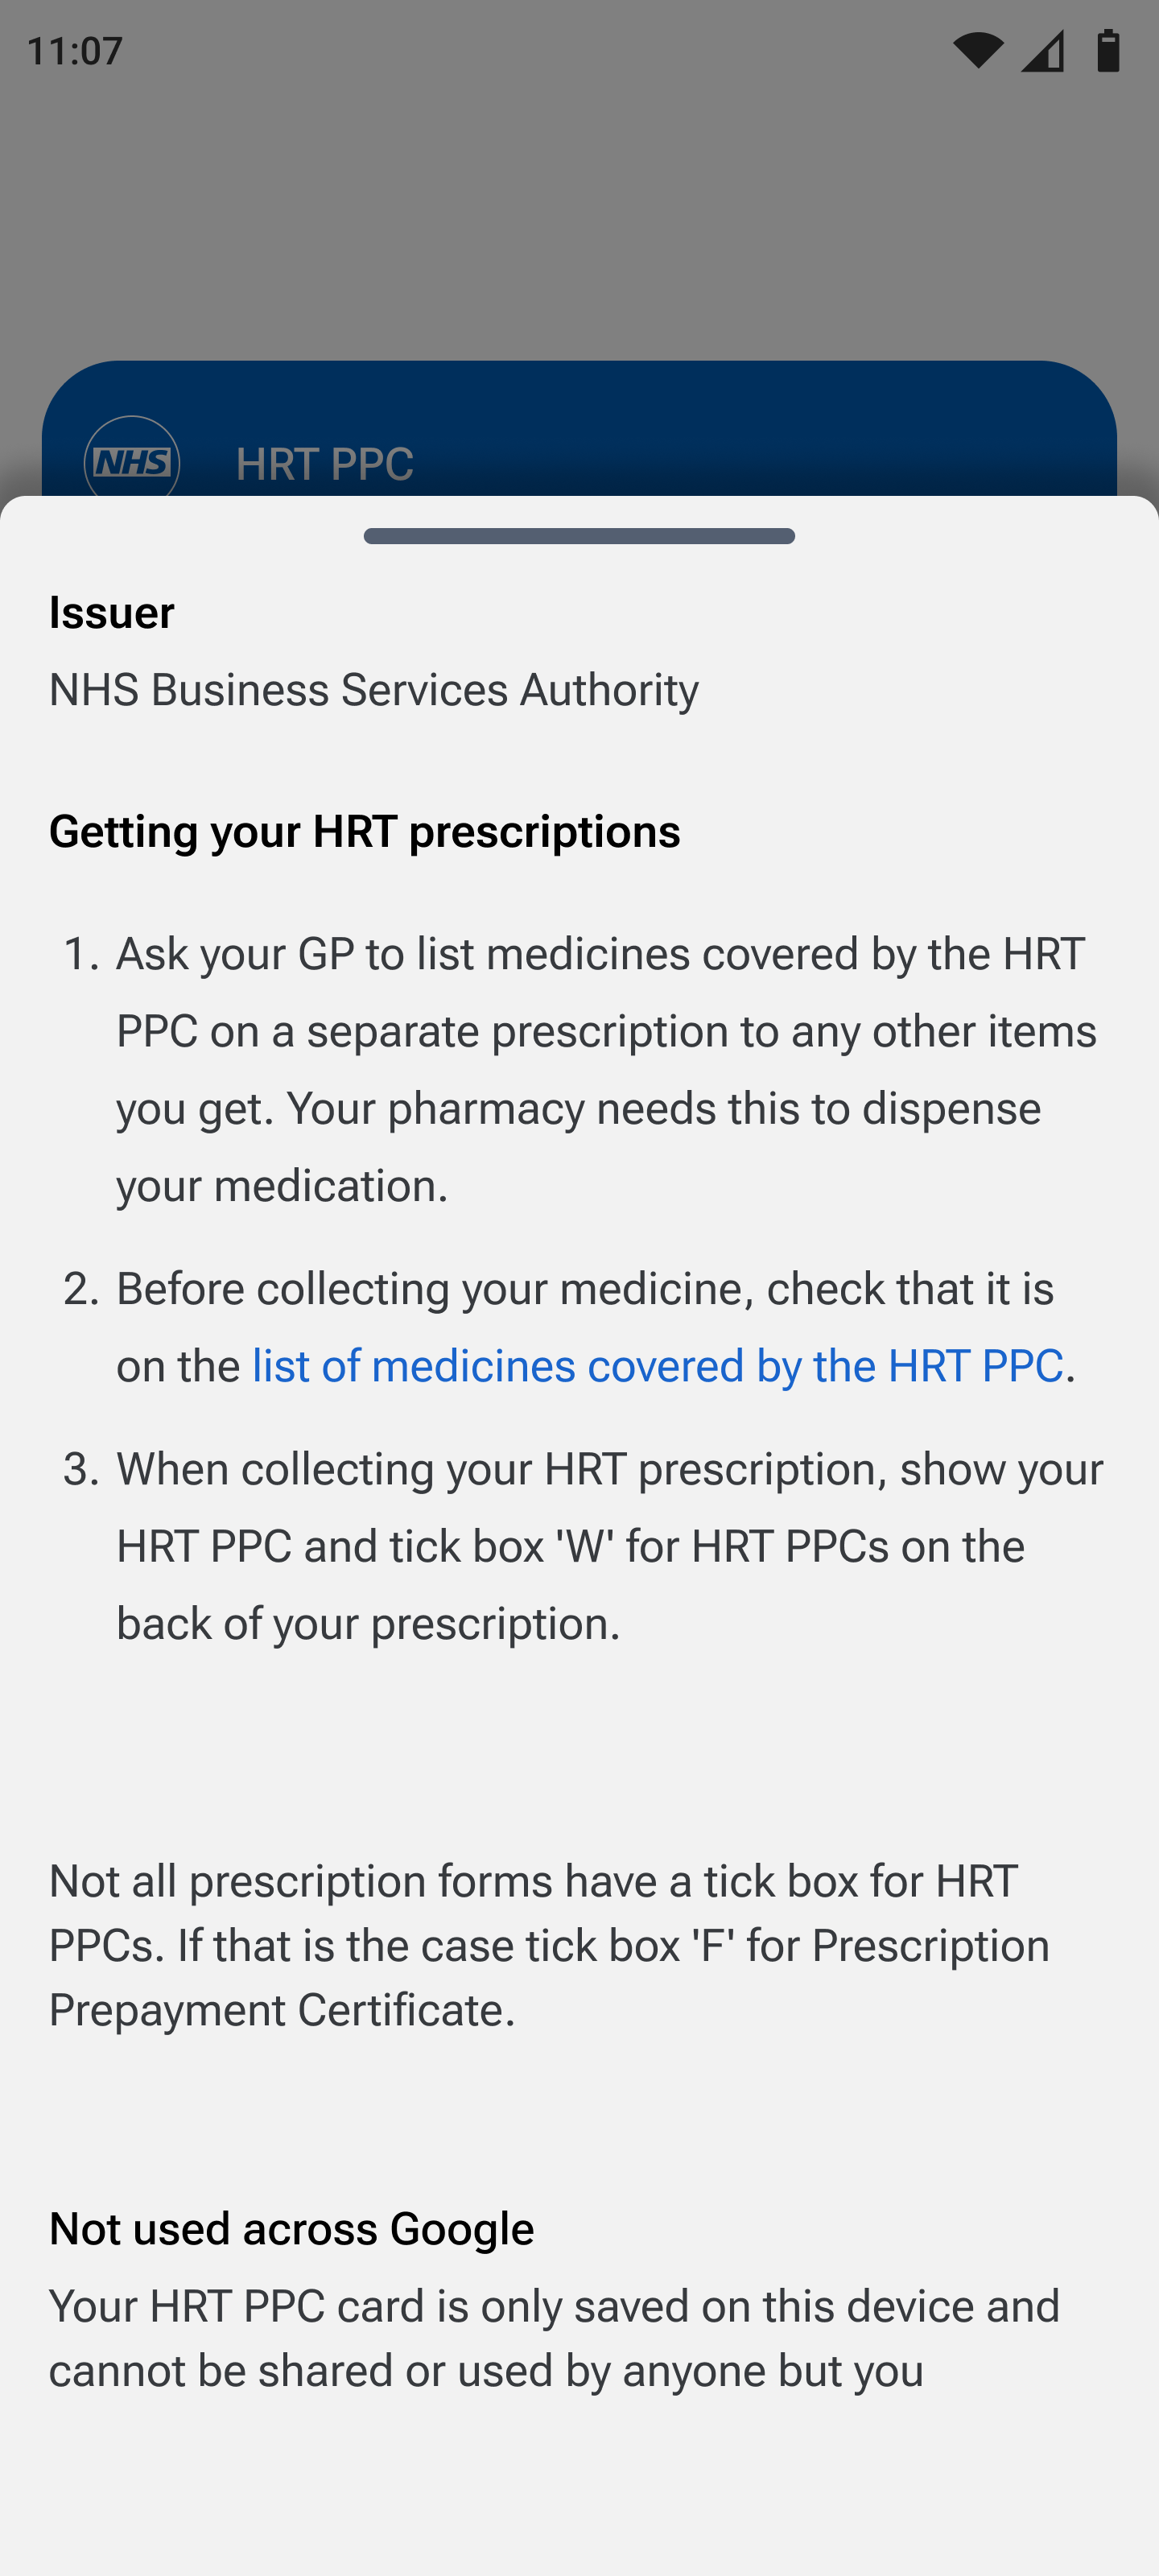 11:07
NHS
HRT PPC
Issuer
NHS Business Services Authority
Getting your HRT prescriptions
1. Ask your GP to list medicines covered by the HRT
PPC on a separate prescription to any other items
you get. Your pharmacy needs this to dispense
your medication.
2. Before collecting your medicine, check that it is
on the list of medicines covered by the HRT PPC.
3. When collecting your HRT prescription, show your
HRT PPC and tick box 'W' for HRT PPCs on the
back of your prescription.
Not all prescription forms have a tick box for HRT
PPCs. If that is the case tick box 'F' for Prescription
Prepayment Certificate.
Not used across Google
Your HRT PPC card is only saved on this device and
cannot be shared or used by anyone but you